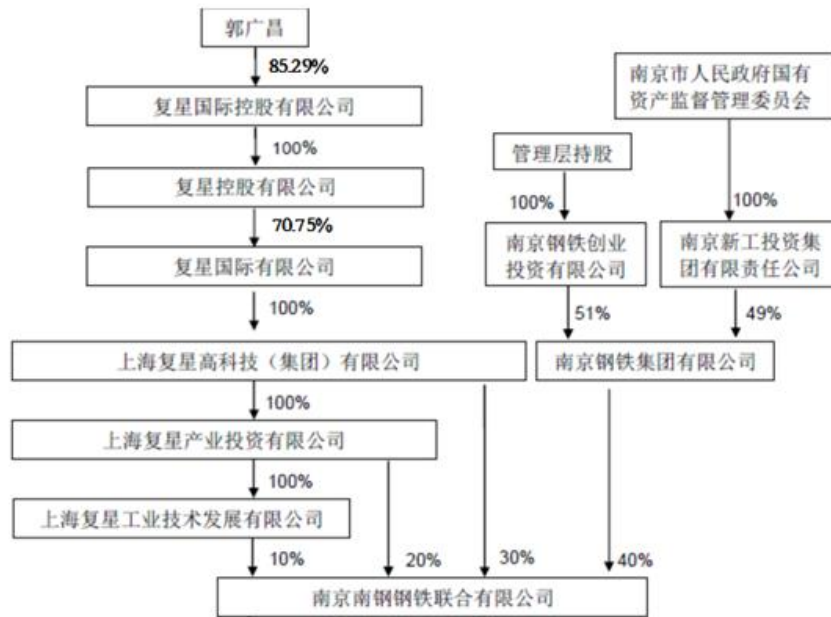 郭广昌
85.29%
南京市人民政府国有
资产监督管理委员会
复星国际控股有限公司
100%
管理层持股
复星控股有限公司
100%
100%
70.75%
南京钢铁创业
投资有限公司
南京新工投资集
团有限责任公司
复星国际有限公司
100%
51%
49%
上海复星高科技（集团）有限公司
南京钢铁集团有限公司
100%
上海复星产业投资有限公司
100%
上海复星工业技术发展有限公司
10%
20%
30%
40%
南京南钢钢铁联合有限公司